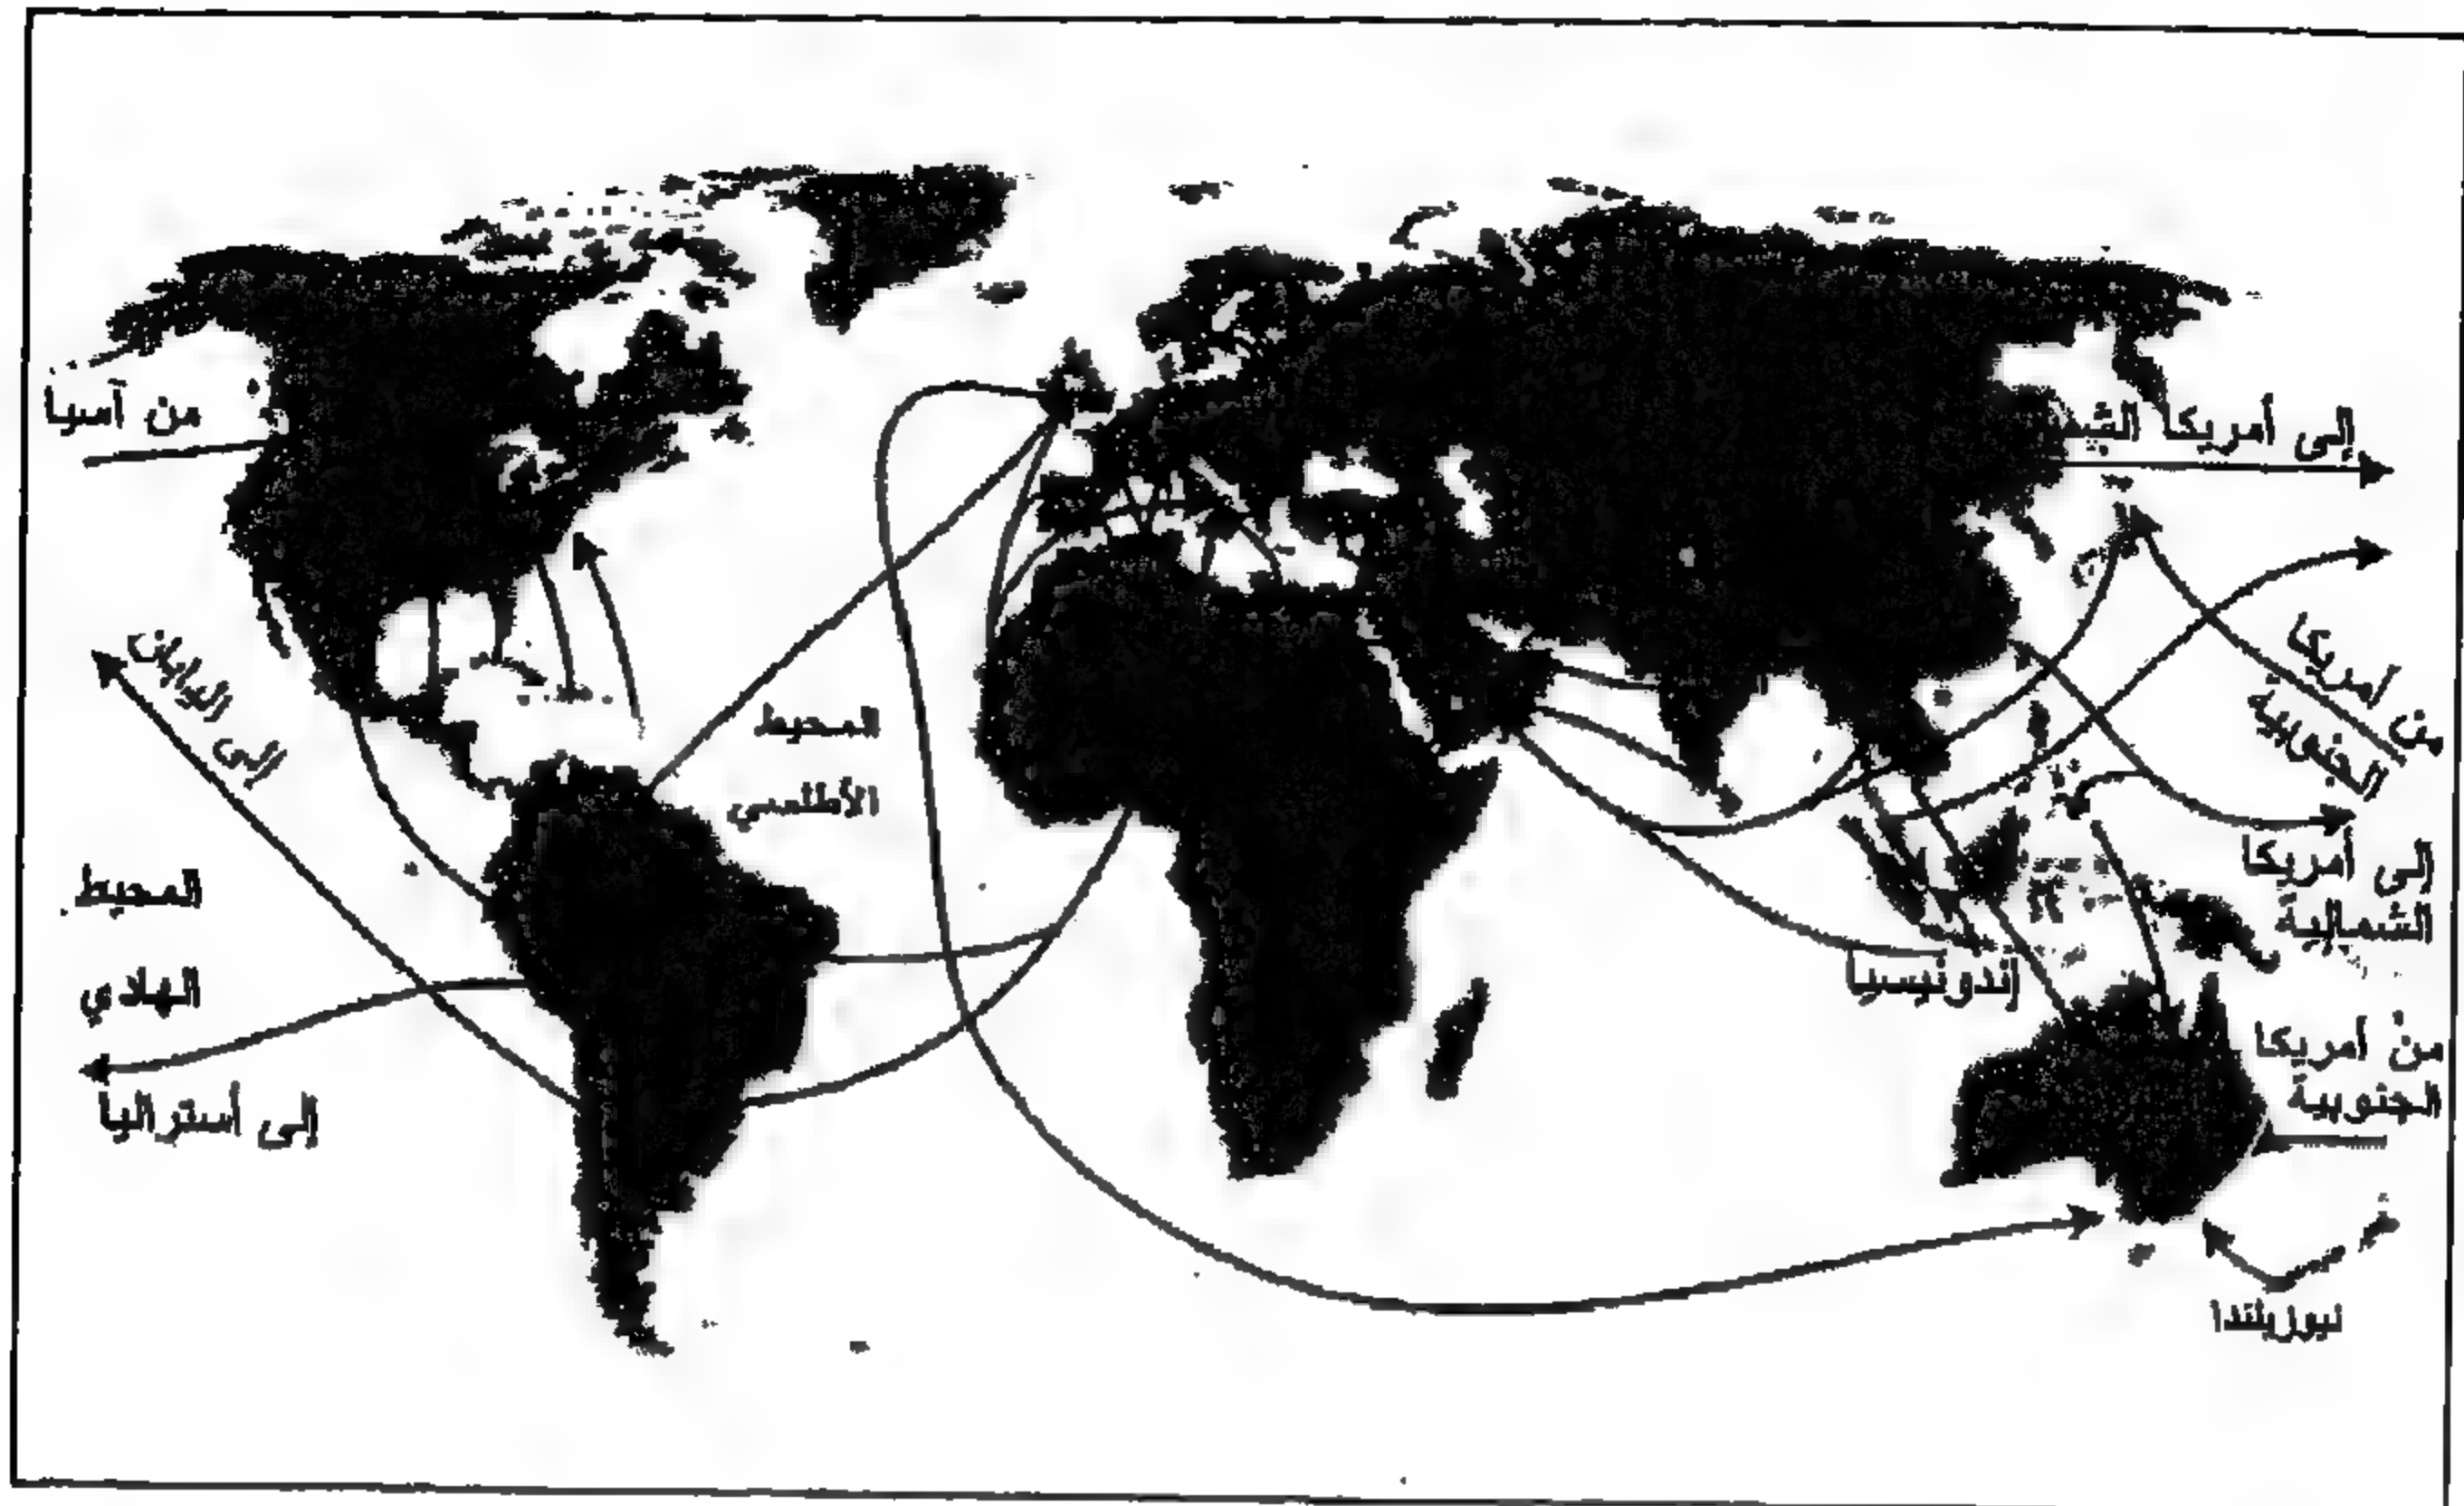 من آسيا
إلى أمريكا
إلى اليابان
من أمريكا
الجنوبية
المحيط
الأطلسي
المحيط
الهادي
إلى أمريكا
الشمالية
إندونيسيا
من أمريكا
الجنوبية
إلى أستراليا
نيوزيلندا